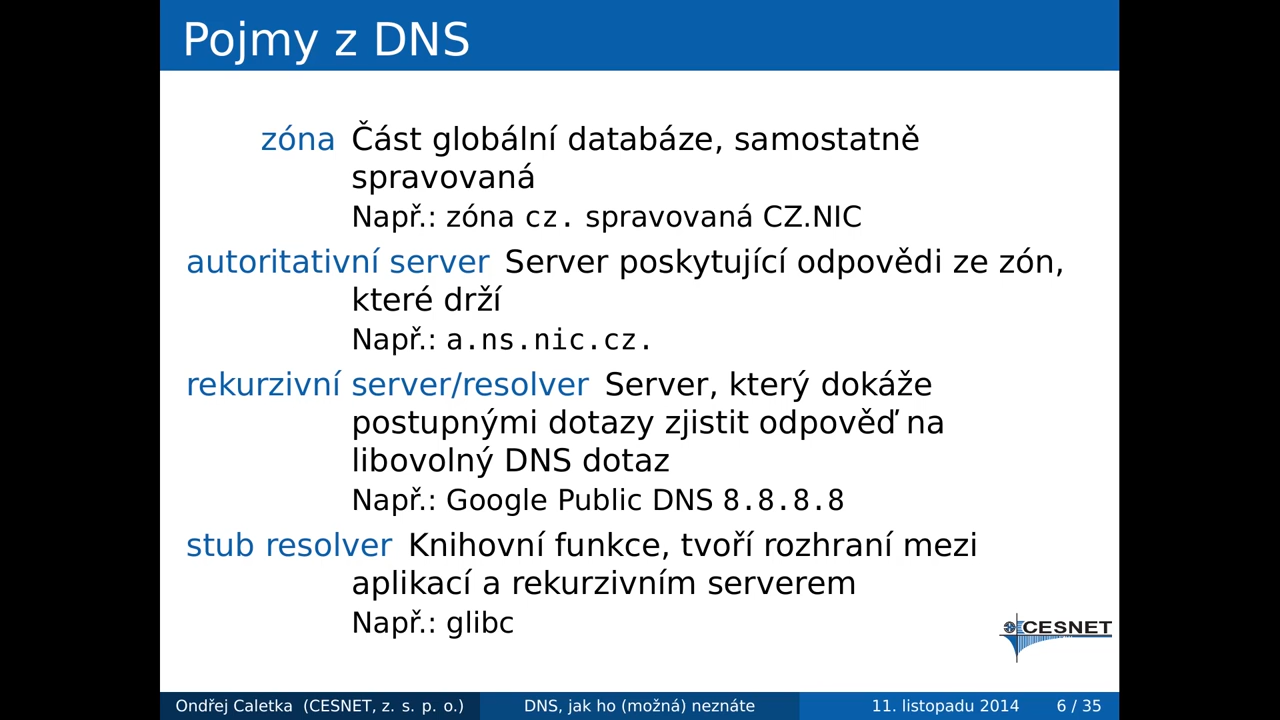 Pojmy z DNS
zóna Část globální databáze, samostatně
spravovaná
Např.: zóna cz. spravovaná CZ.NIC
autoritativní server Server poskytující odpovědi ze zón,
které drží
Např.: a.ns.nic.cz.
rekurzivní server/resolver Server, který dokáže
postupnými dotazy zjistit odpověď na
libovolný DNS dotaz
Např.: Google Public DNS 8.8.8.8
stub resolver Knihovní funkce, tvoří rozhraní mezi
aplikací a rekurzivním serverem
Např.: glibc
CESNET
Ondřej Caletka (CESNET, z. s. p. o.) DNS, jak ho (možná) neznáte 11. listopadu 2014 6 / 35